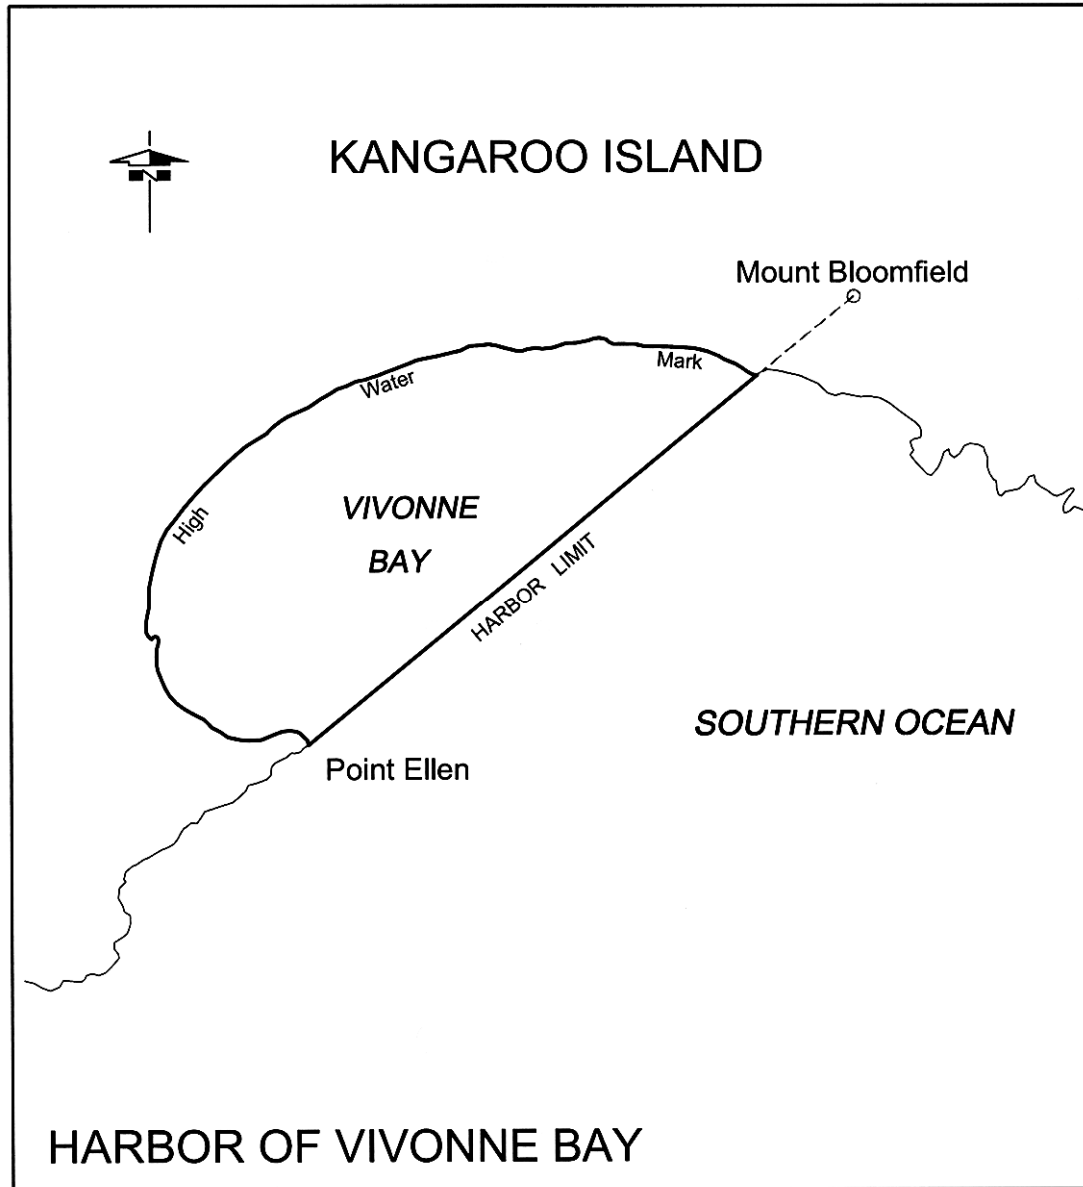 KANGAROO ISLAND
N
Mount Bloomfield
High Water Mark
VIVONNE
BAY
HARBOR LIMIT
SOUTHERN OCEAN
Point Ellen
HARBOR OF VIVONNE BAY